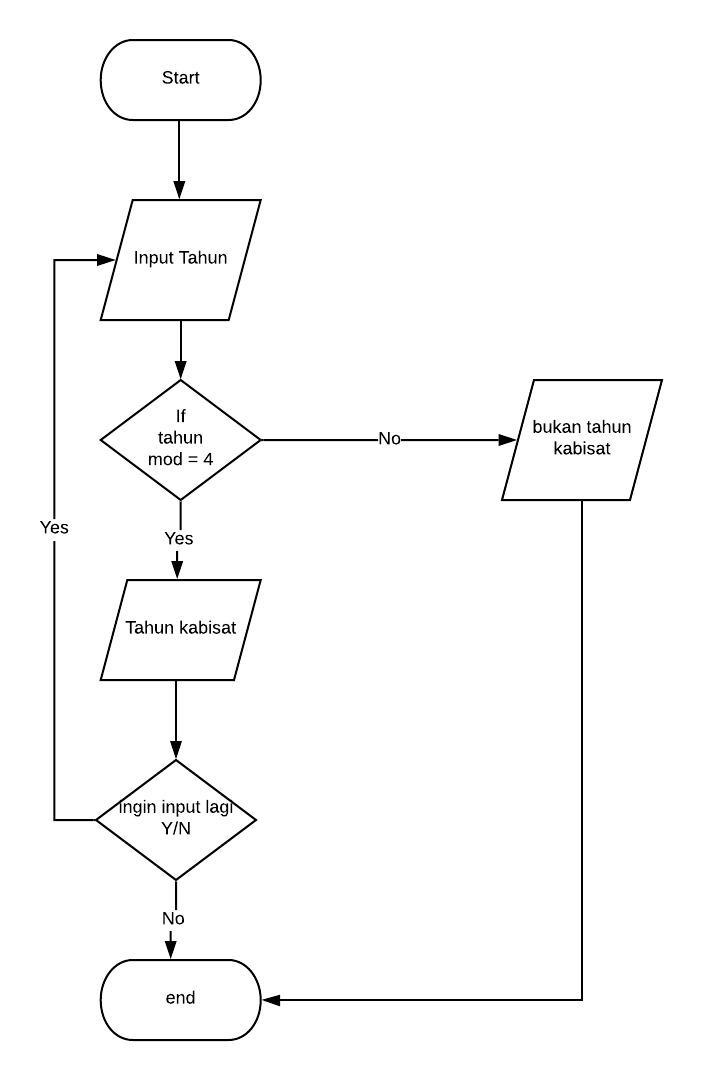 Start
Input Tahun
If
tahun
mod = 4
No
bukan tahun
kabisat
Yes
Yes
Tahun kabisat
Ingin input lagi
Y/N
No
end